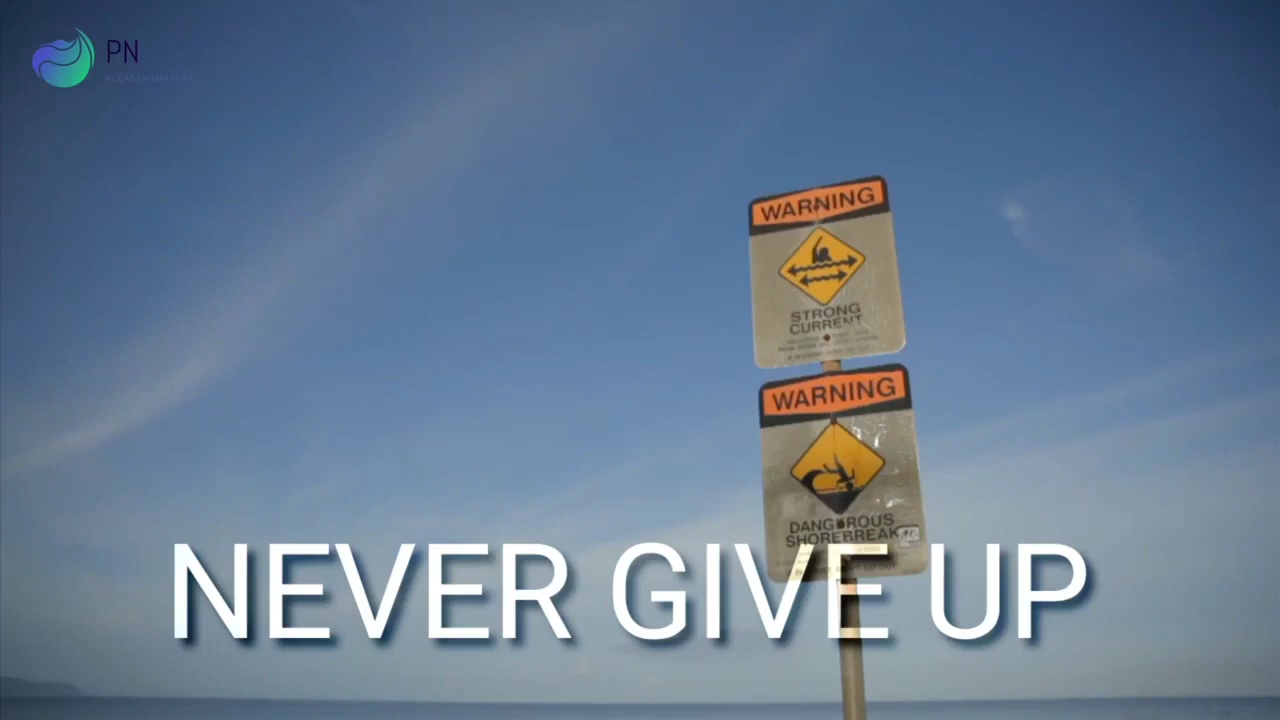 PN
WARNING
STRONG
CURRENT
WARNING
DANGEROUS
SHOREBREAK
NEVER GIVE UP